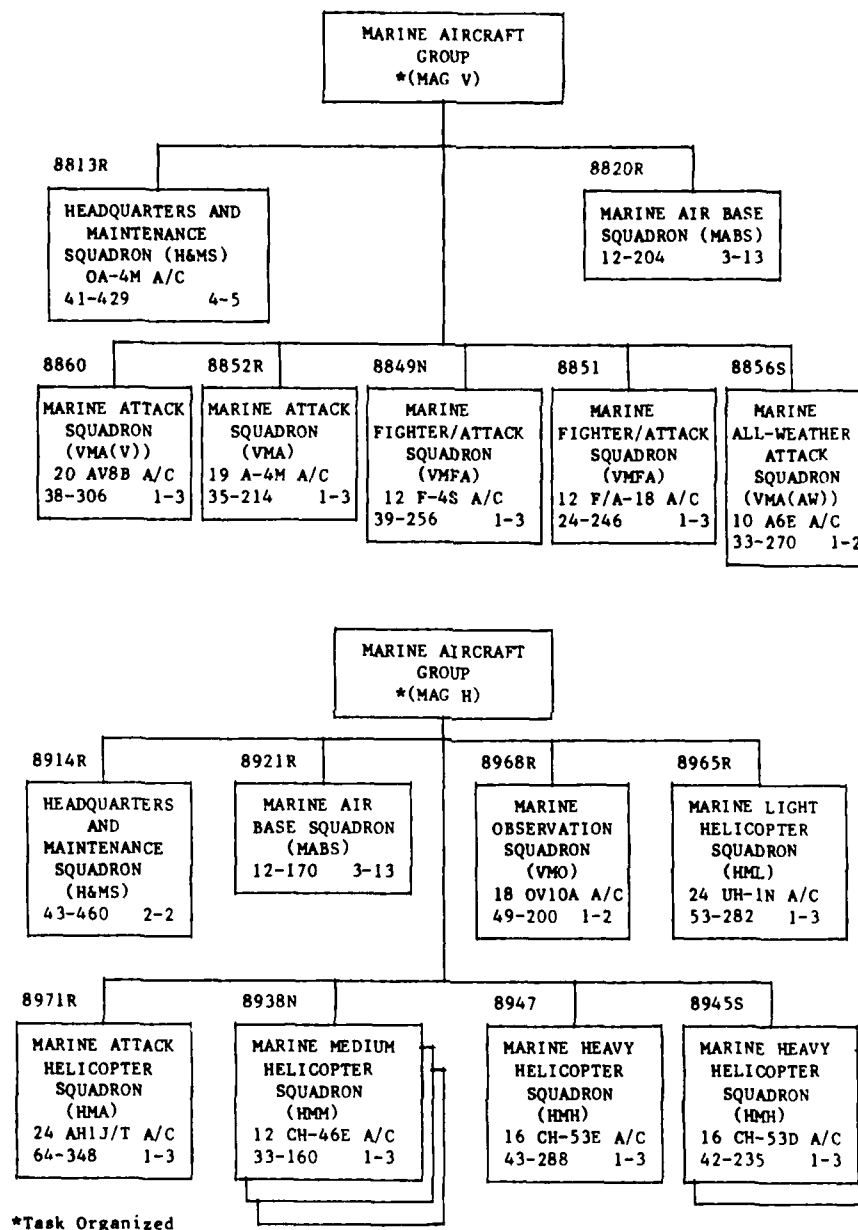 MARINE AIRCRAFT
GROUP
*(MAG V)
8813R
HEADQUARTERS AND
MAINTENANCE
SQUADRON (H&MS)
OA-4M A/C
41-429 4-5
8820R
MARINE AIR BASE
SQUADRON (MABS)
12-204 3-13
8860
MARINE ATTACK
SQUADRON
(VMA(V))
20 AV8B A/C
38-306 1-3
8852R
MARINE ATTACK
SQUADRON
(VMA)
19 A-4M A/C
35-214 1-3
8849N
MARINE
FIGHTER/ATTACK
SQUADRON
(VMFA)
12 F-4S A/C
39-256 1-3
8851
MARINE
FIGHTER/ATTACK
SQUADRON
(VMFA)
12 F/A-18 A/C
24-246 1-3
8856S
MARINE
ALL-WEATHER
ATTACK
SQUADRON
(VMA(AW))
10 A6E A/C
33-270 1-2
MARINE AIRCRAFT
GROUP
*(MAG H)
8914R
HEADQUARTERS
AND
MAINTENANCE
SQUADRON
(H&MS)
43-460 2-2
8921R
MARINE AIR
BASE SQUADRON
(MABS)
12-170 3-13
8968R
MARINE
OBSERVATION
SQUADRON
(VMO)
18 OV10A A/C
49-200 1-2
8965R
MARINE LIGHT
HELICOPTER
SQUADRON
(HML)
24 UH-1N A/C
53-282 1-3
8971R
MARINE ATTACK
HELICOPTER
SQUADRON
(HMA)
24 AH1J/T A/C
64-348 1-3
8938N
MARINE MEDIUM
HELICOPTER
SQUADRON
(HMM)
12 CH-46E A/C
33-160 1-3
8947
MARINE HEAVY
HELICOPTER
SQUADRON
(HMH)
16 CH-53E A/C
43-288 1-3
8945S
MARINE HEAVY
HELICOPTER
SQUADRON
(HMH)
16 CH-53D A/C
42-235 1-3
*Task Organized